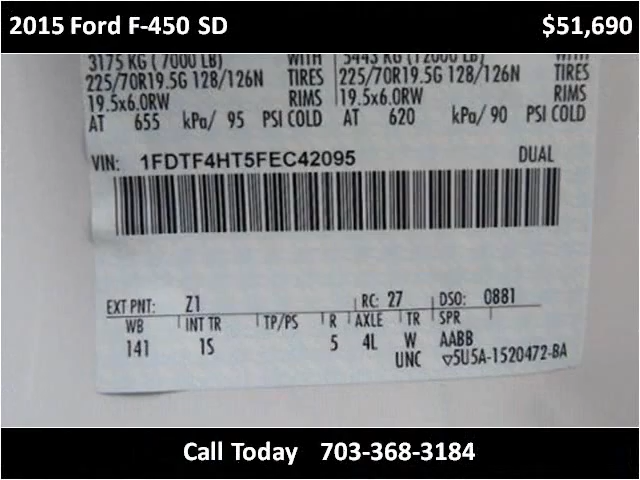 2015 Ford F-450 SD $51,690
3175 KG (7000 LB) WITH 5443 KG (12000 LB) WITH
225/70R19.5G 128/126N TIRES 225/70R19.5G 128/126N TIRES
19.5x6.0RW RIMS 19.5x6.0RW RIMS
AT 655 kPa/ 95 PSI COLD AT 620 kPa/ 90 PSI COLD
VIN: 1FDTF4HT5FEC42095 DUAL
EXT PNT: Z1 RC: 27 DSO: 0881
WB INT TR TP/PS R AXLE TR SPR
141 1S 5 4L W AABB
UNC ▽5U5A-1520472-BA
Call Today 703-368-3184